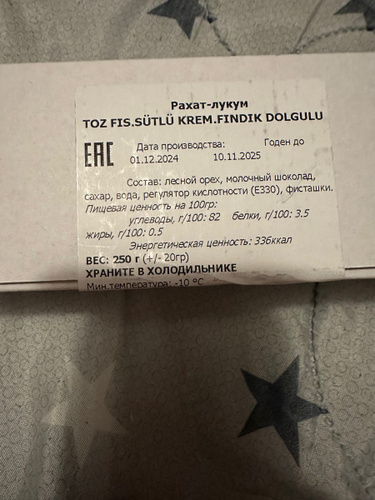 Рахат-лукум
TOZ FIS.SÜTLÜ KREM.FINDIK DOLGULU
EAC
Дата производства: Годен до
01.12.2024 10.11.2025
Состав: лесной орех, молочный шоколад,
сахар, вода, регулятор кислотности (E330), фисташки.
Пищевая ценность на 100гр:
углеводы, г/100: 82 белки, г/100: 3.5
жиры, г/100: 0.5
Энергетическая ценность: 336ккал
ВЕС: 250 г (+/- 20гр)
ХРАНИТЕ В ХОЛОДИЛЬНИКЕ
Мин.температура: -10 °C